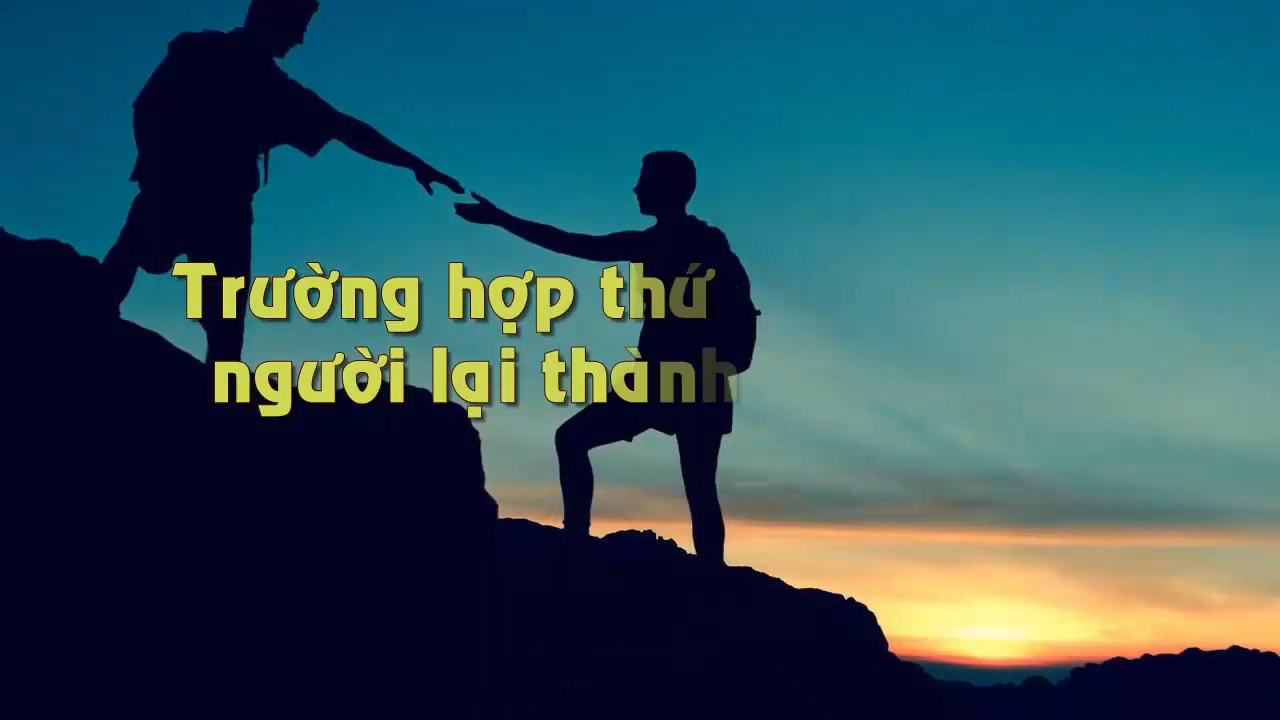 Trường hợp thứ
người lại thành